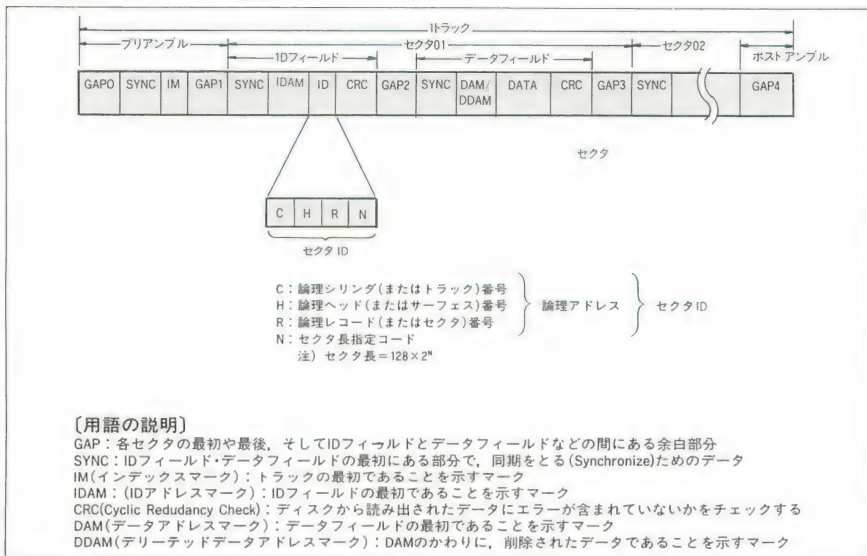 1トラック
プリアンブル セクタ01 セクタ02 ポストアンブル
IDフィールド データフィールド
GAP0 SYNC IM GAP1 SYNC IDAM ID CRC GAP2 SYNC DAM/DDAM DATA CRC GAP3 SYNC GAP4
セクタ
C H R N
セクタ ID
C：論理シリンダ(またはトラック)番号
H：論理ヘッド(またはサーフェス)番号
R：論理レコード(またはセクタ)番号
論理アドレス
セクタID
N：セクタ長指定コード
注) セクタ長＝128×2ᴺ
〔用語の説明〕
GAP：各セクタの最初や最後，そしてIDフィールドとデータフィールドなどの間にある余白部分
SYNC：IDフィールド・データフィールドの最初にある部分で，同期をとる(Synchronize)ためのデータ
IM(インデックスマーク)：トラックの最初であることを示すマーク
IDAM：(IDアドレスマーク)：IDフィールドの最初であることを示すマーク
CRC(Cyclic Redudancy Check)：ディスクから読み出されたデータにエラーが含まれていないかをチェックする
DAM(データアドレスマーク)：データフィールドの最初であることを示すマーク
DDAM(デリーテッドデータアドレスマーク)：DAMのかわりに，削除されたデータであることを示すマーク